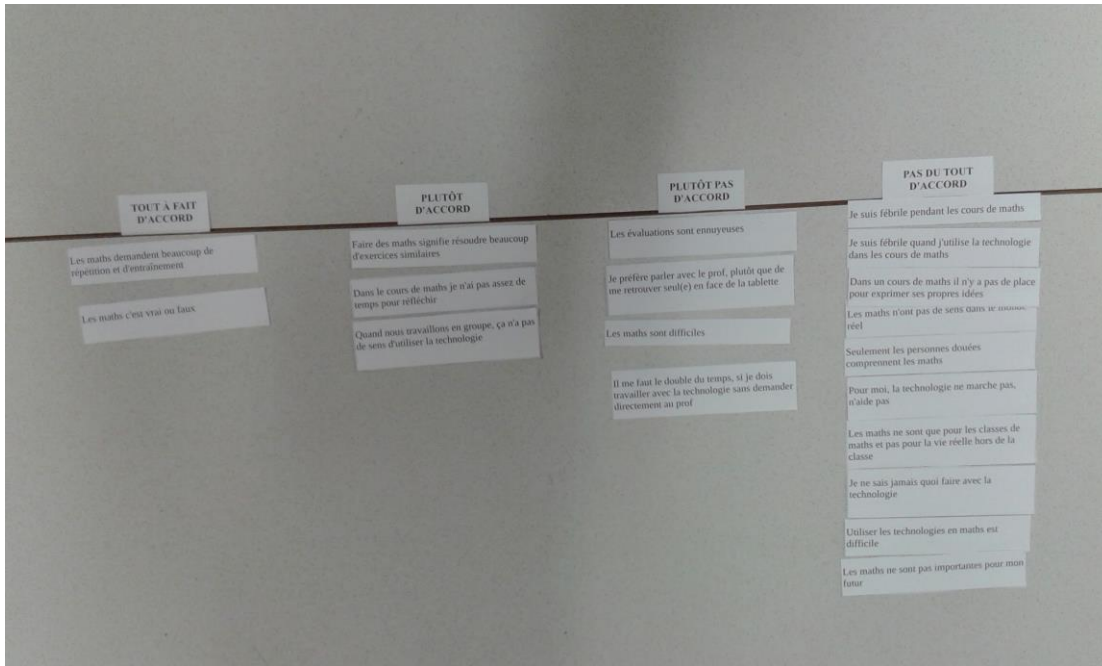 TOUT À FAIT
D'ACCORD
Les maths demandent beaucoup de
répétition et d'entraînement
Les maths c'est vrai ou faux
PLUTÔT
D'ACCORD
Faire des maths signifie résoudre beaucoup
d'exercices similaires
Dans le cours de maths je n'ai pas assez de
temps pour réfléchir
Quand nous travaillons en groupe, ça n'a pas
de sens d'utiliser la technologie
PLUTÔT PAS
D'ACCORD
Les évaluations sont ennuyeuses
Je préfère parler avec le prof, plutôt que de
me retrouver seul(e) en face de la tablette
Les maths sont difficiles
Il me faut le double du temps, si je dois
travailler avec la technologie sans demander
directement au prof
PAS DU TOUT
D'ACCORD
Je suis fébrile pendant les cours de maths
Je suis fébrile quand j'utilise la technologie
dans les cours de maths
Dans un cours de maths il n'y a pas de place
pour exprimer ses propres idées
Les maths n'ont pas de sens dans le monde
réel
Seulement les personnes douées
comprennent les maths
Pour moi, la technologie ne marche pas,
n'aide pas
Les maths ne sont que pour les classes de
maths et pas pour la vie réelle hors de la
classe
Je ne sais jamais quoi faire avec la
technologie
Utiliser les technologies en maths est
difficile
Les maths ne sont pas importantes pour mon
futur